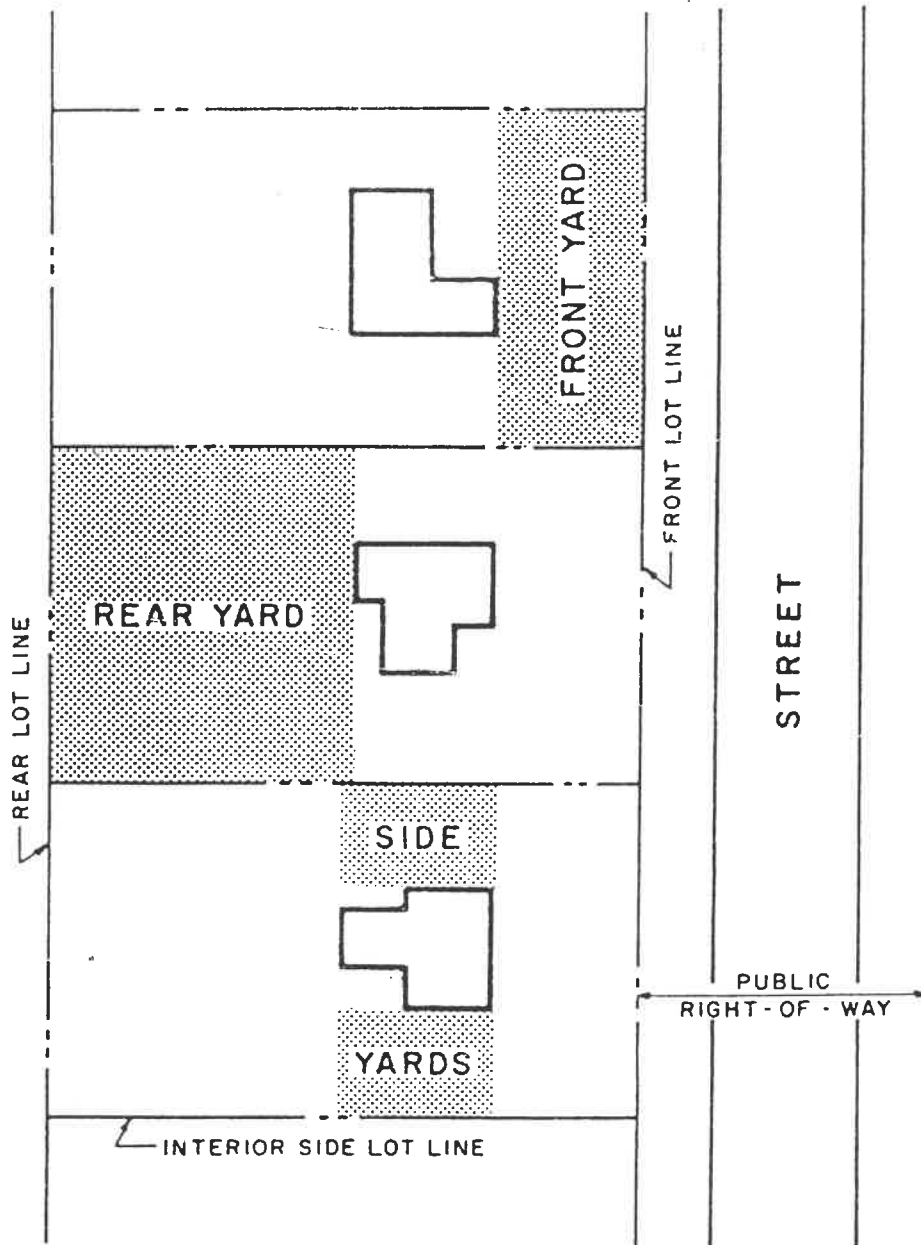 FRONT YARD
FRONT LOT LINE
REAR YARD
STREET
REAR LOT LINE
SIDE
YARDS
PUBLIC
RIGHT-OF-WAY
INTERIOR SIDE LOT LINE